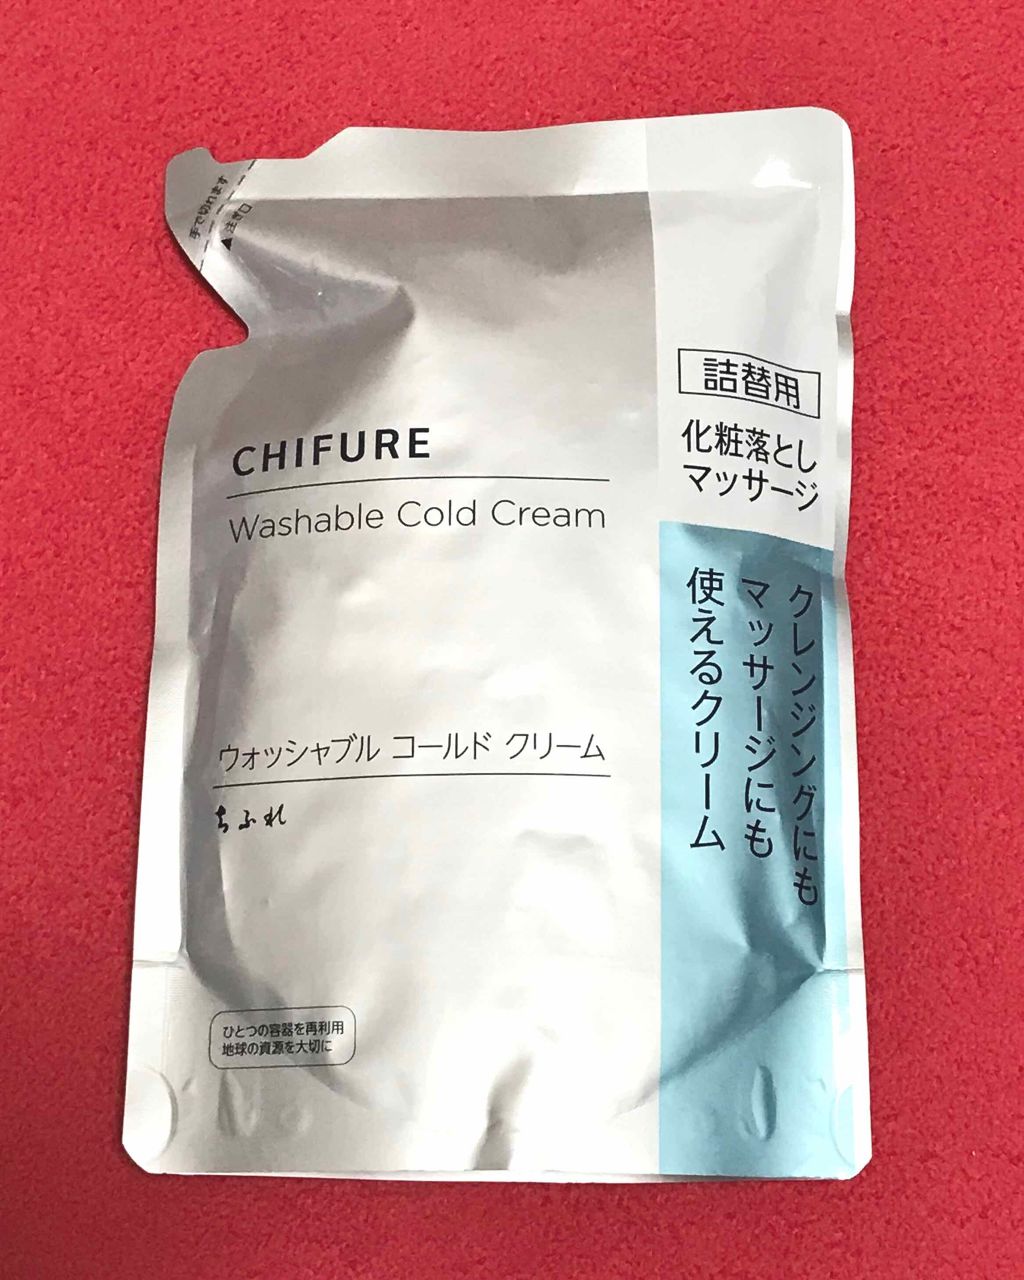 手で切れます
▲注ぎ口
CHIFURE
Washable Cold Cream
ウォッシャブル コールド クリーム
ちふれ
ひとつの容器を再利用
地球の資源を大切に
詰替用
化粧落とし
マッサージ
クレンジングにも
マッサージにも
使えるクリーム